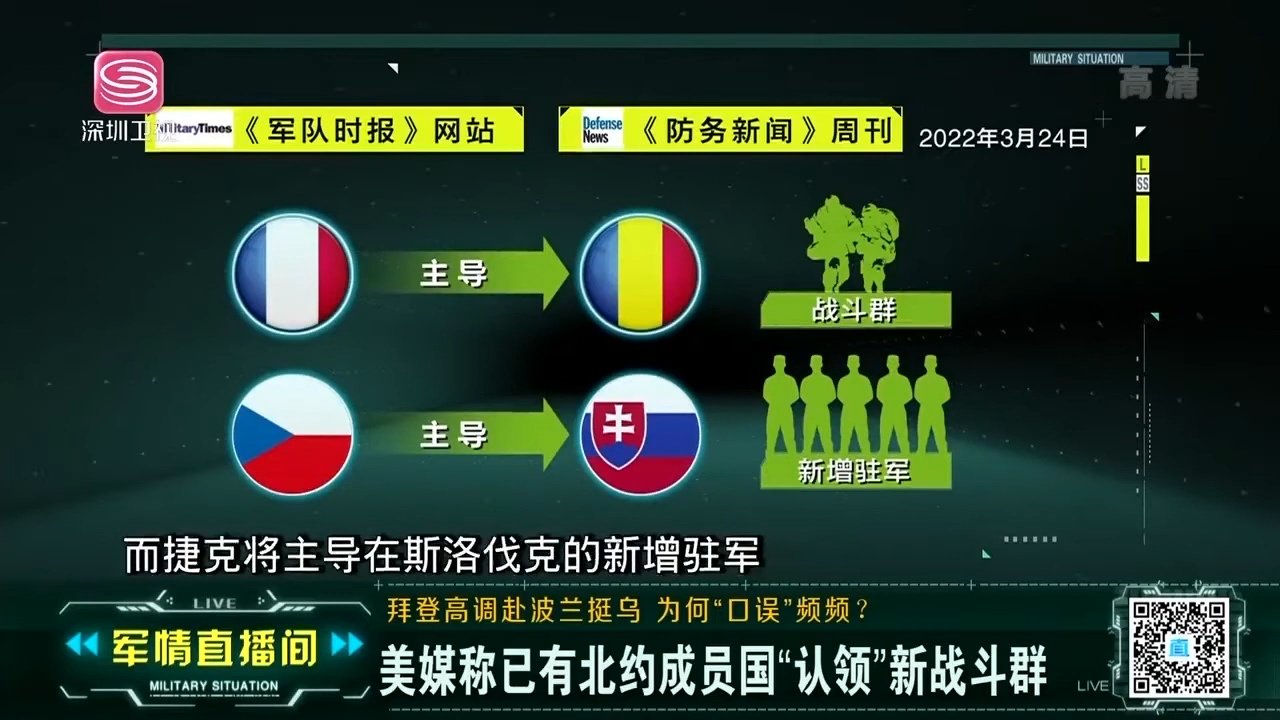 MILITARY SITUATION
高清
深圳卫视
MilitaryTimes 《军队时报》网站
Defense News 《防务新闻》周刊
2022年3月24日
L
SS
主导
战斗群
主导
新增驻军
而捷克将主导在斯洛伐克的新增驻军
LIVE
军情直播间
MILITARY SITUATION
拜登高调赴波兰挺乌 为何“口误”频频？
美媒称已有北约成员国“认领”新战斗群
LIVE
直